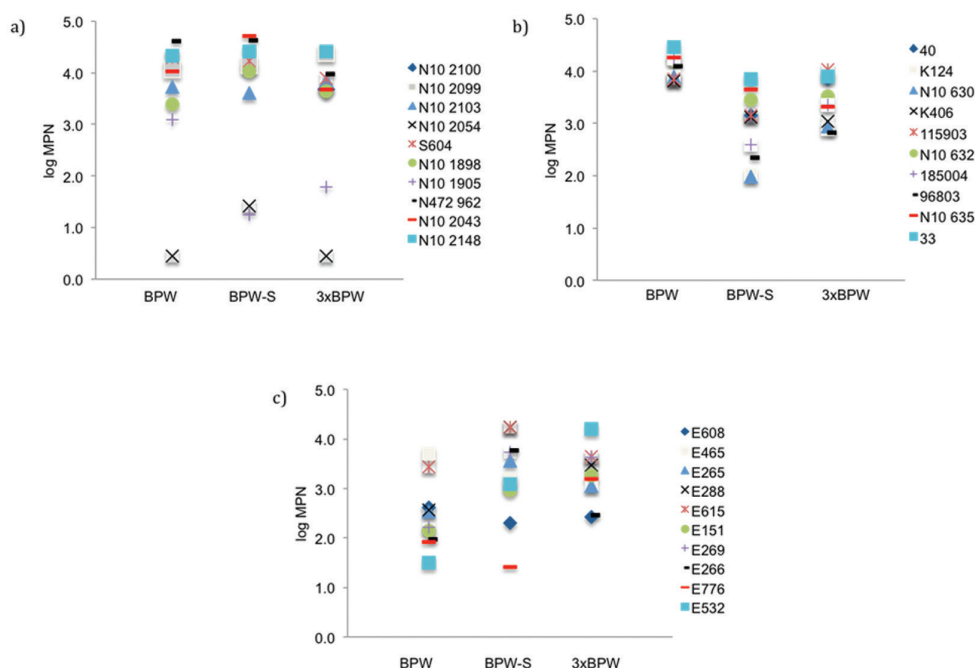 a)
5.0
4.0
3.0
2.0
1.0
0.0
log MPN
BPW BPW-S 3xBPW
N10 2100
N10 2099
N10 2103
N10 2054
S604
N10 1898
N10 1905
N472 962
N10 2043
N10 2148
b)
5.0
4.0
3.0
2.0
1.0
0.0
log MPN
BPW BPW-S 3xBPW
40
K124
N10 630
K406
115903
N10 632
185004
96803
N10 635
33
c)
5.0
4.0
3.0
2.0
1.0
0.0
log MPN
BPW BPW-S 3xBPW
E608
E465
E265
E288
E615
E151
E269
E266
E776
E532